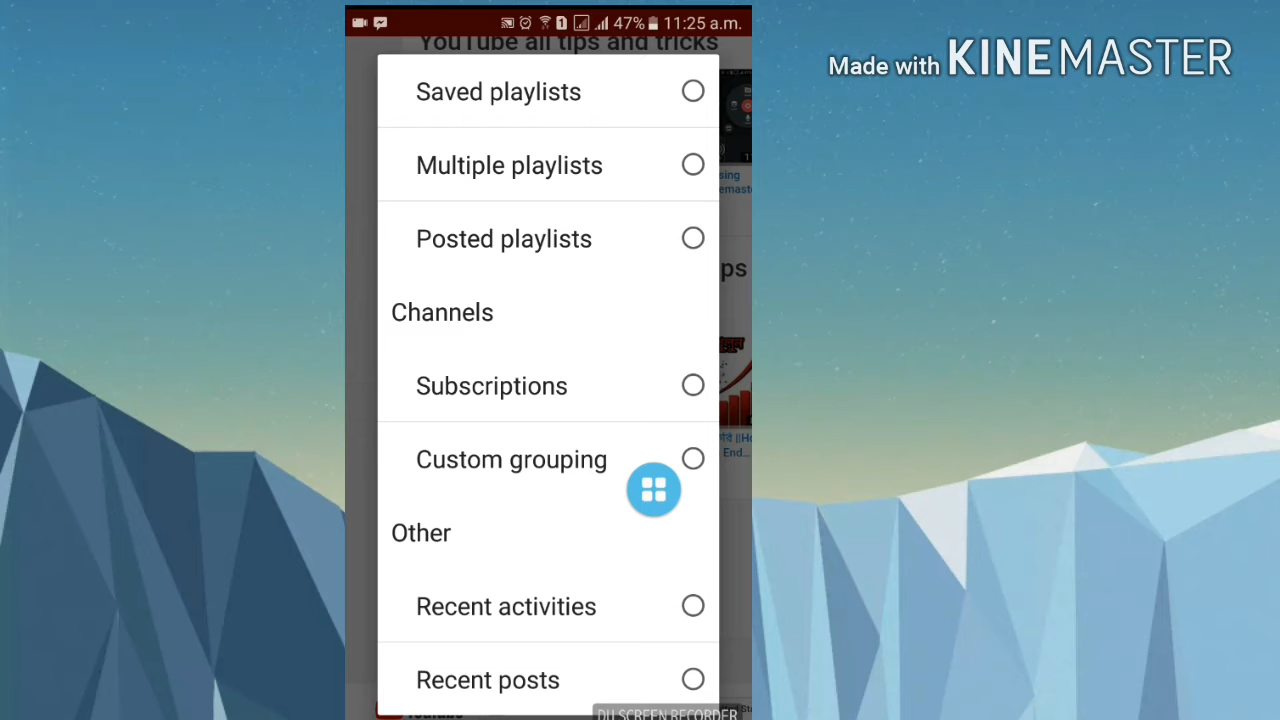 47% 11:25 a.m.
Made with KINEMASTER
YouTube all tips and tricks
Saved playlists
Multiple playlists
Posted playlists
Channels
Subscriptions
Custom grouping
Other
Recent activities
Recent posts
DU SCREEN RECORDER